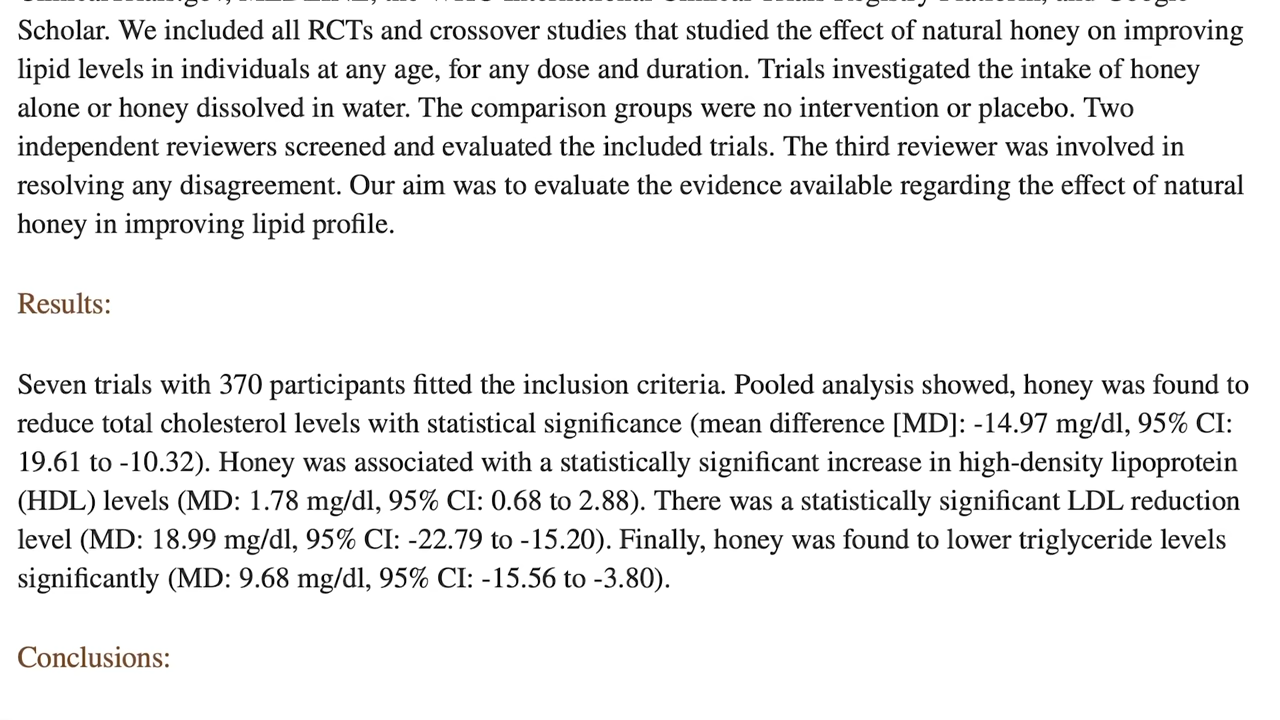 Scholar. We included all RCTs and crossover studies that studied the effect of natural honey on improving
lipid levels in individuals at any age, for any dose and duration. Trials investigated the intake of honey
alone or honey dissolved in water. The comparison groups were no intervention or placebo. Two
independent reviewers screened and evaluated the included trials. The third reviewer was involved in
resolving any disagreement. Our aim was to evaluate the evidence available regarding the effect of natural
honey in improving lipid profile.
Results:
Seven trials with 370 participants fitted the inclusion criteria. Pooled analysis showed, honey was found to
reduce total cholesterol levels with statistical significance (mean difference [MD]: -14.97 mg/dl, 95% CI:
19.61 to -10.32). Honey was associated with a statistically significant increase in high-density lipoprotein
(HDL) levels (MD: 1.78 mg/dl, 95% CI: 0.68 to 2.88). There was a statistically significant LDL reduction
level (MD: 18.99 mg/dl, 95% CI: -22.79 to -15.20). Finally, honey was found to lower triglyceride levels
significantly (MD: 9.68 mg/dl, 95% CI: -15.56 to -3.80).
Conclusions: